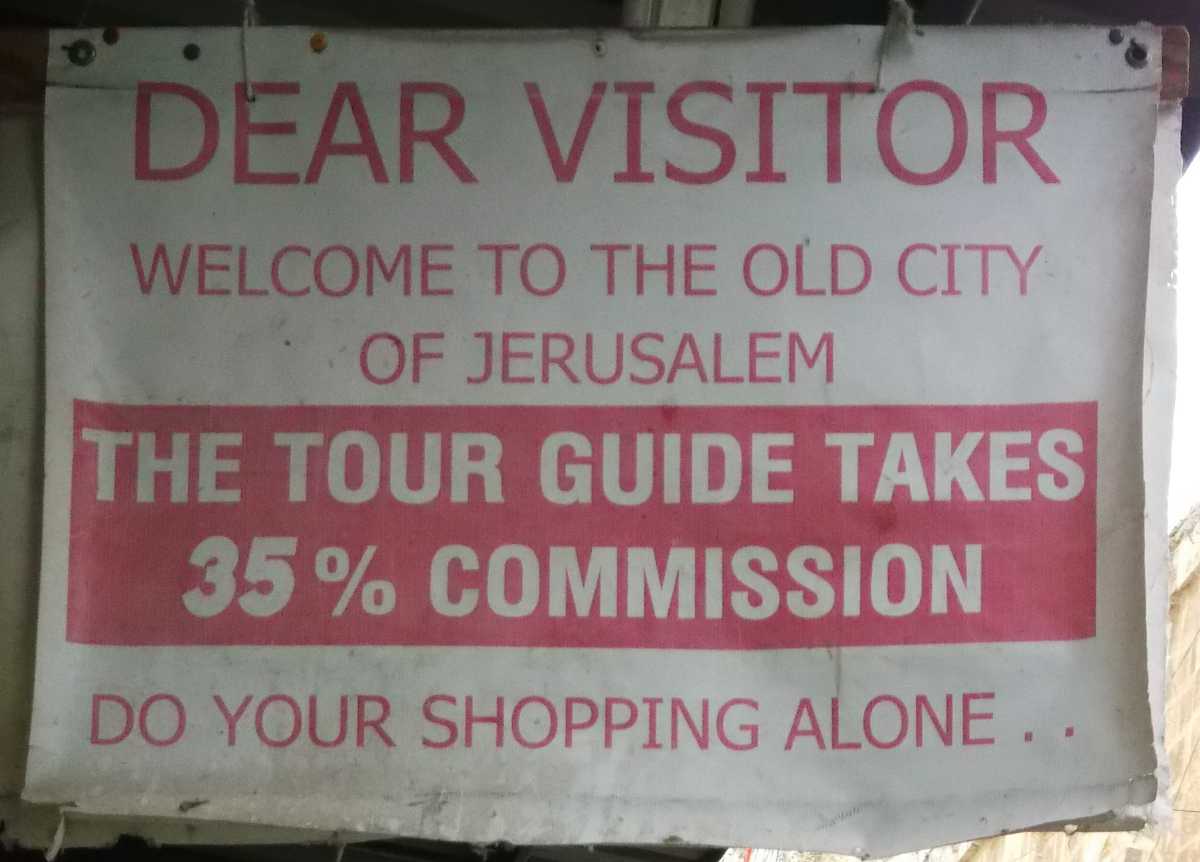 DEAR VISITOR
WELCOME TO THE OLD CITY
OF JERUSALEM
THE TOUR GUIDE TAKES
35% COMMISSION
DO YOUR SHOPPING ALONE . .